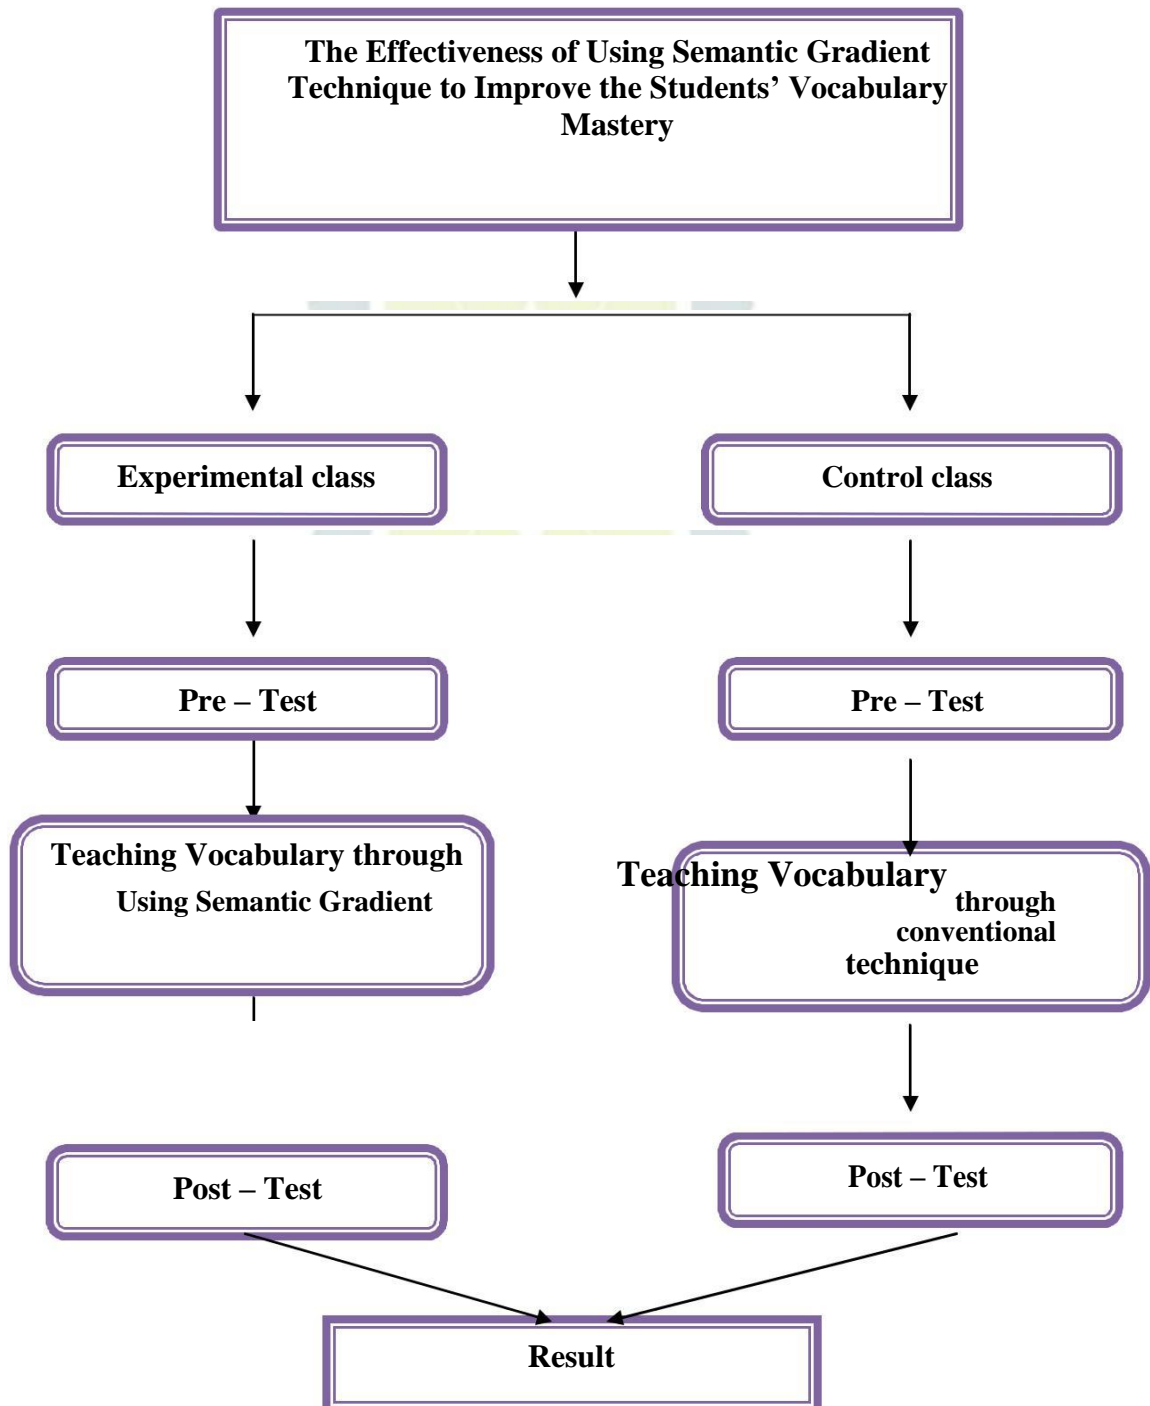 The Effectiveness of Using Semantic Gradient
Technique to Improve the Students’ Vocabulary
Mastery
Experimental class
Control class
Pre – Test
Pre – Test
Teaching Vocabulary through
Using Semantic Gradient
Teaching Vocabulary
through
conventional
technique
Post – Test
Post – Test
Result